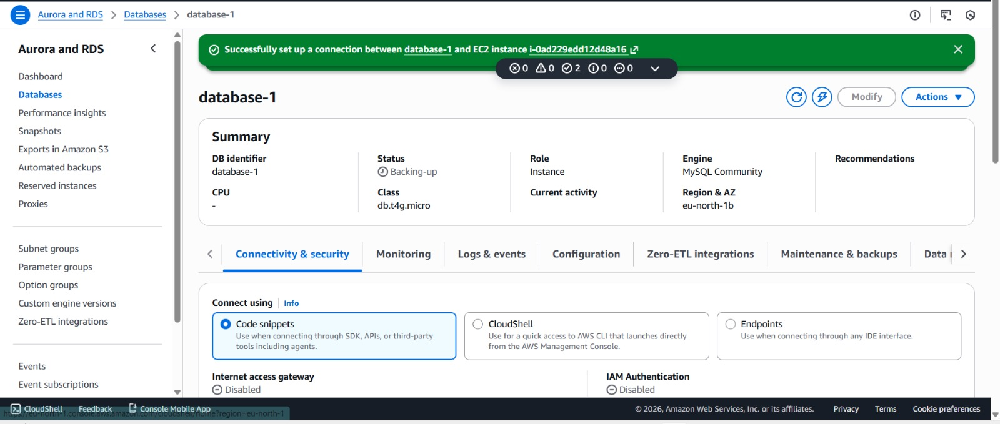 Aurora and RDS > Databases > database-1
Aurora and RDS
Dashboard
Databases
Performance insights
Snapshots
Exports in Amazon S3
Automated backups
Reserved instances
Proxies
Subnet groups
Parameter groups
Option groups
Custom engine versions
Zero-ETL integrations
Events
Event subscriptions
Successfully set up a connection between database-1 and EC2 instance i-0ad229edd12d48a16
0 0 2 0 0
database-1
Modify
Actions
Summary
DB identifier
database-1
Status
Backing-up
Role
Instance
Engine
MySQL Community
Recommendations
CPU
-
Class
db.t4g.micro
Current activity
Region & AZ
eu-north-1b
Connectivity & security
Monitoring
Logs & events
Configuration
Zero-ETL integrations
Maintenance & backups
Data
Connect using
Info
Code snippets
Use when connecting through SDK, APIs, or third-party
tools including agents.
CloudShell
Use for a quick access to AWS CLI that launches directly
from the AWS Management Console.
Endpoints
Use when connecting through any IDE interface.
Internet access gateway
Disabled
IAM Authentication
Disabled
CloudShell
Feedback
Console Mobile App
https://eu-north-1.console.aws.amazon.com/cloudshell/home?region=eu-north-1
© 2026, Amazon Web Services, Inc. or its affiliates.
Privacy
Terms
Cookie preferences